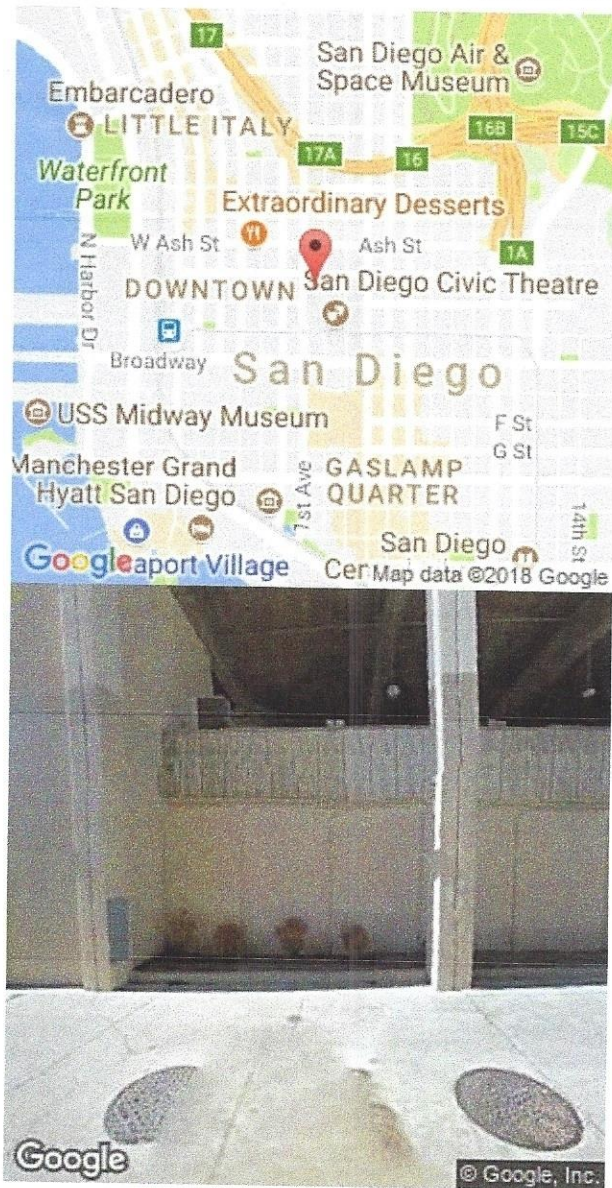 17
San Diego Air &
Space Museum
Embarcadero
LITTLE ITALY
16B
15C
17A
16
Waterfront
Park
Extraordinary Desserts
W Ash St
Ash St
1A
N Harbor Dr
DOWNTOWN
San Diego Civic Theatre
Broadway
San Diego
USS Midway Museum
F St
G St
Manchester Grand
Hyatt San Diego
1st Ave
GASLAMP
QUARTER
14th St
San Diego
Google
eaport Village
Cer
Map data ©2018 Google
Google
© Google, Inc.